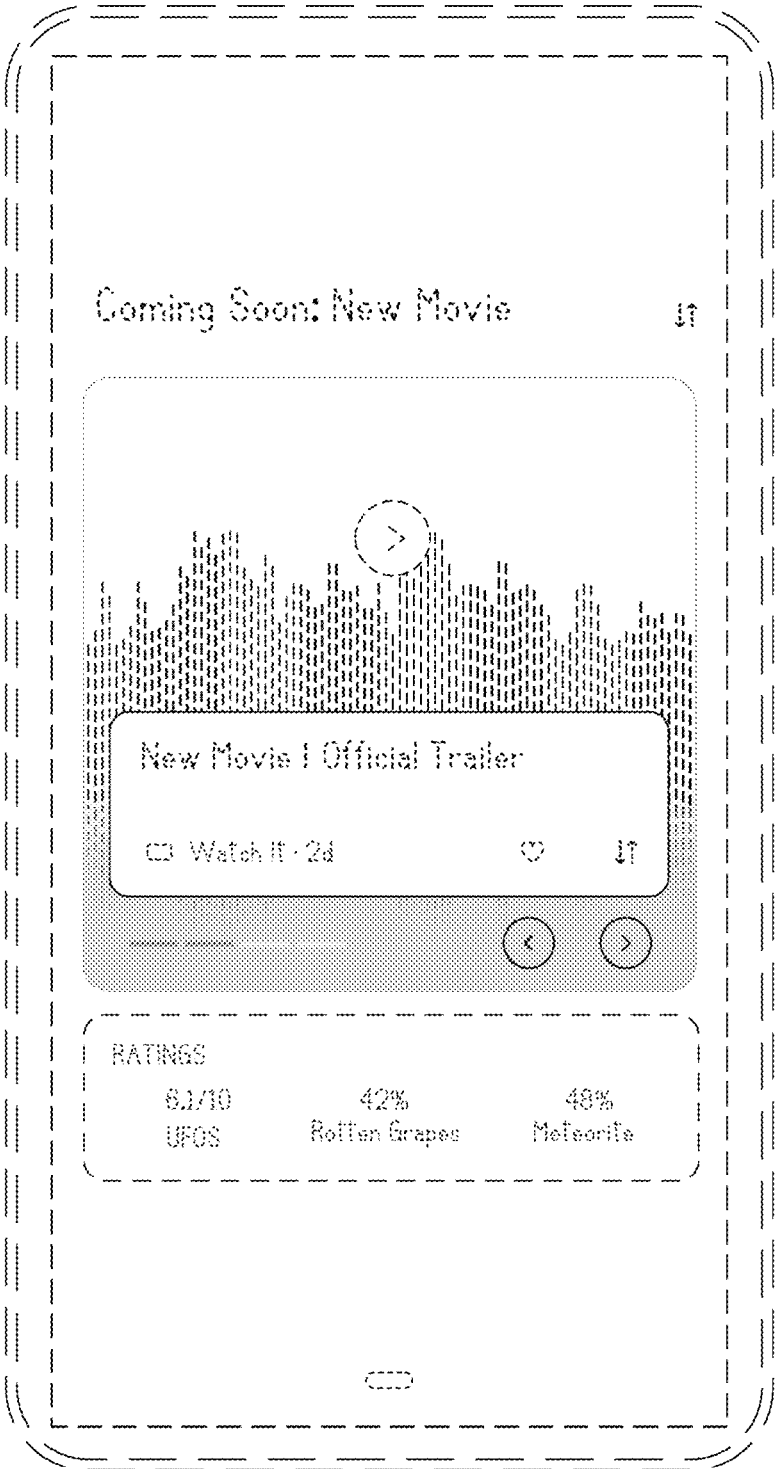 Coming Soon: New Movie
New Movie | Official Trailer
Watch It · 2d
RATINGS
6.1/10 42% 48%
UFOS Rotten Grapes Meteorite